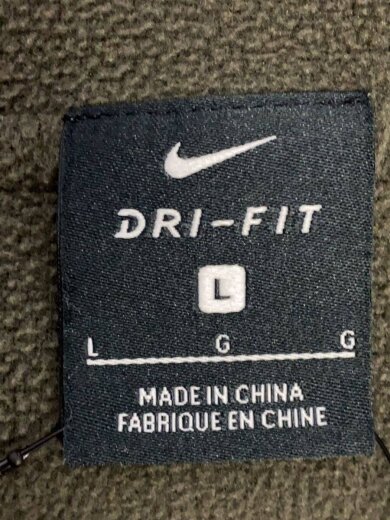 DRI-FIT
L
L G G
MADE IN CHINA
FABRIQUE EN CHINE